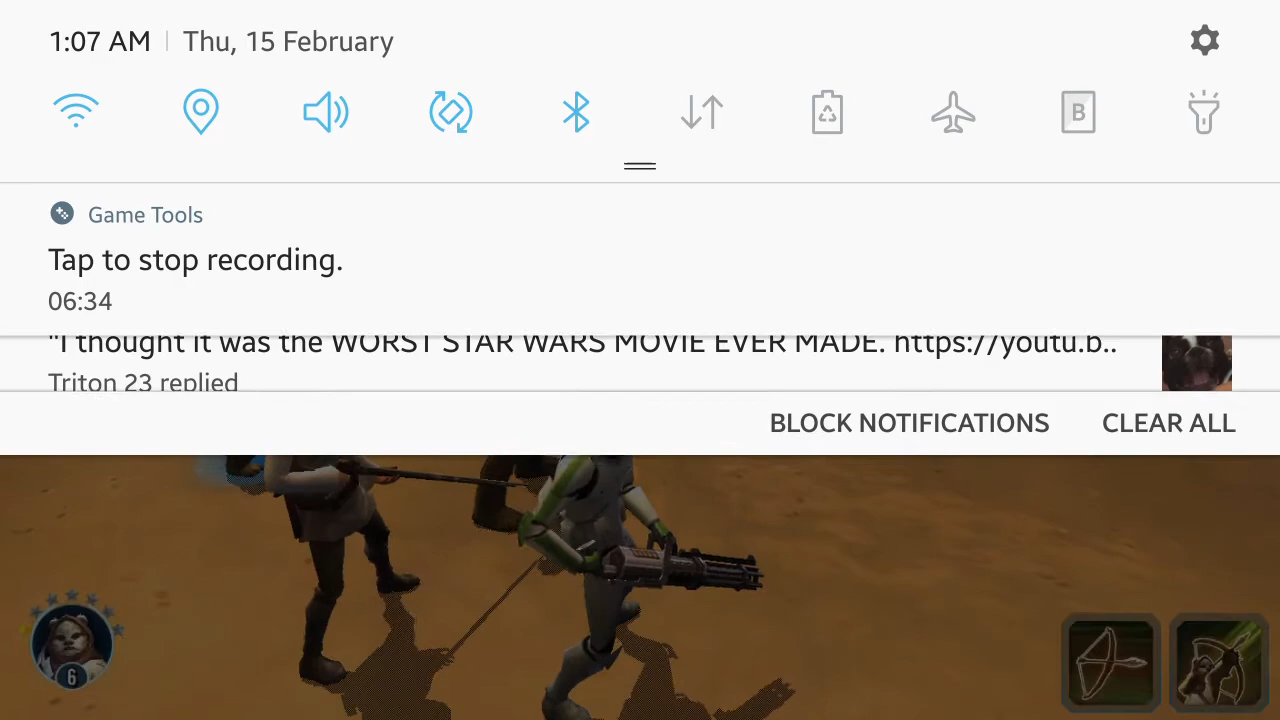 1:07 AM | Thu, 15 February
B
Game Tools
Tap to stop recording.
06:34
"I thought it was the WORST STAR WARS MOVIE EVER MADE. https://youtu.b..
Triton 23 replied
BLOCK NOTIFICATIONS CLEAR ALL
6